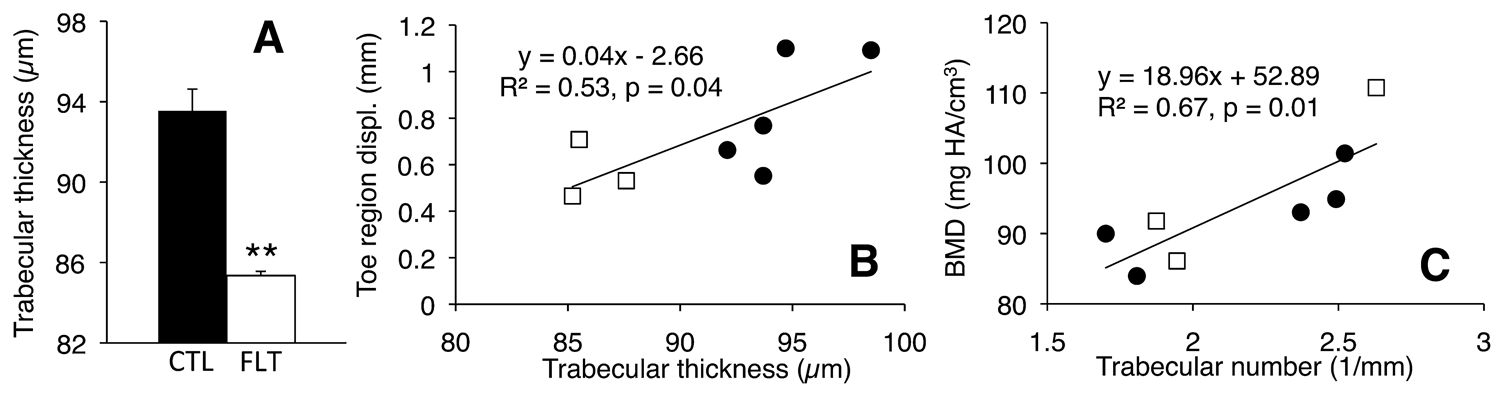 Trabecular thickness (µm)
98
94
90
86
82
A
**
CTL
FLT
Toe region displ. (mm)
1.2
1
0.8
0.6
0.4
0.2
0
y = 0.04x - 2.66
R² = 0.53, p = 0.04
B
80
85
90
95
100
Trabecular thickness (µm)
BMD (mg HA/cm³)
120
110
100
90
80
y = 18.96x + 52.89
R² = 0.67, p = 0.01
C
1.5
2
2.5
3
Trabecular number (1/mm)